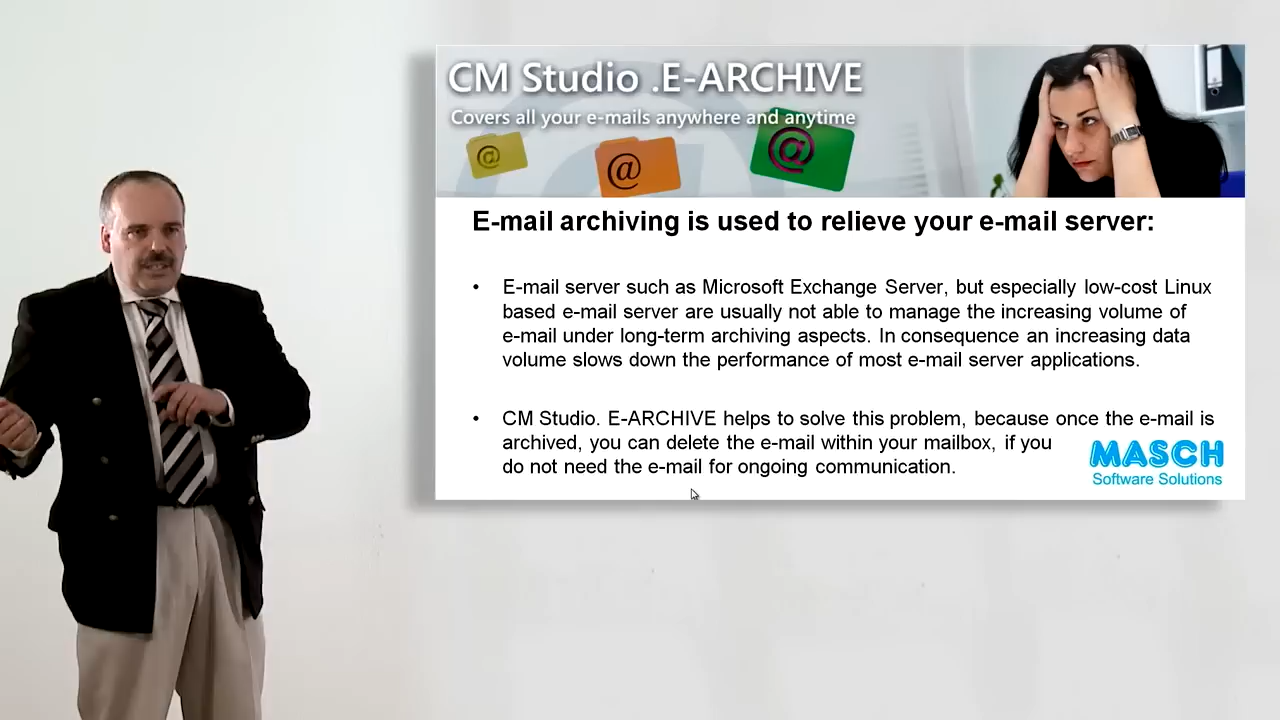 CM Studio .E-ARCHIVE
Covers all your e-mails anywhere and anytime
@
@
@
E-mail archiving is used to relieve your e-mail server:
• E-mail server such as Microsoft Exchange Server, but especially low-cost Linux
based e-mail server are usually not able to manage the increasing volume of
e-mail under long-term archiving aspects. In consequence an increasing data
volume slows down the performance of most e-mail server applications.
• CM Studio. E-ARCHIVE helps to solve this problem, because once the e-mail is
archived, you can delete the e-mail within your mailbox, if you
do not need the e-mail for ongoing communication.
MASCH
Software Solutions